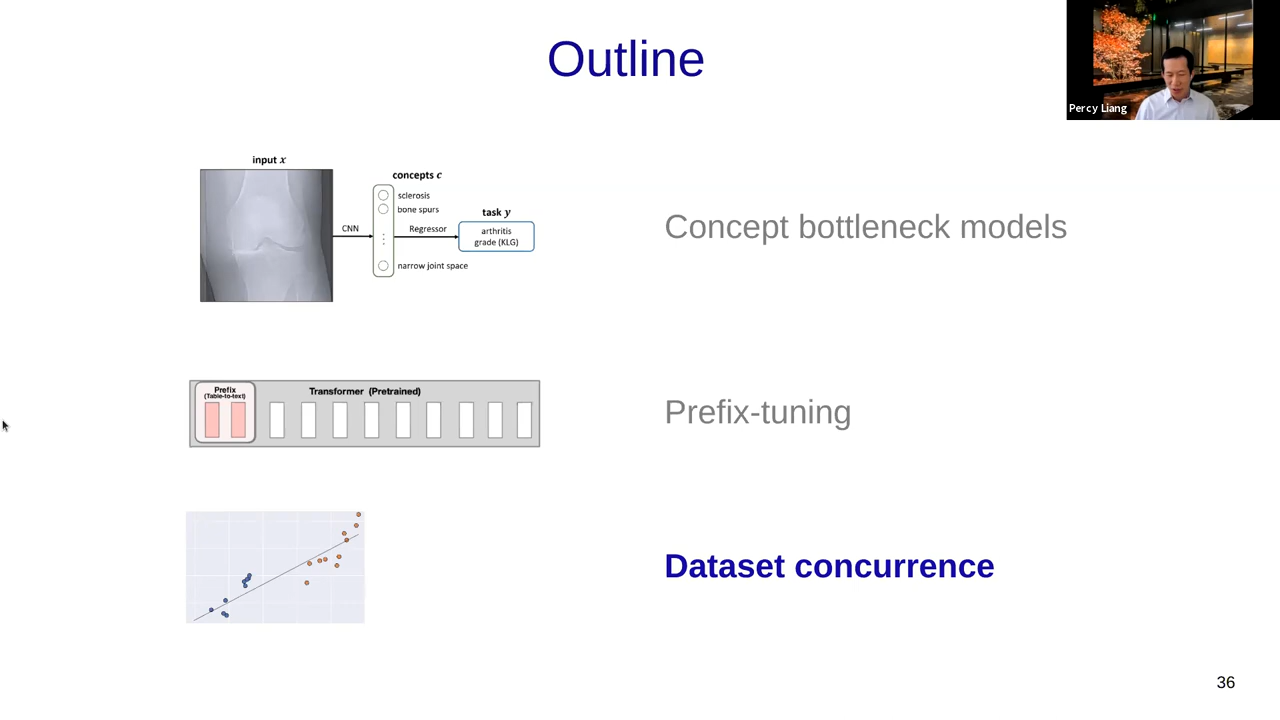 Outline
Percy Liang
input x
concepts c
sclerosis
bone spurs
task y
CNN
Regressor
arthritis
grade (KLG)
narrow joint space
Concept bottleneck models
Prefix
(Table-to-text)
Transformer (Pretrained)
Prefix-tuning
Dataset concurrence
36